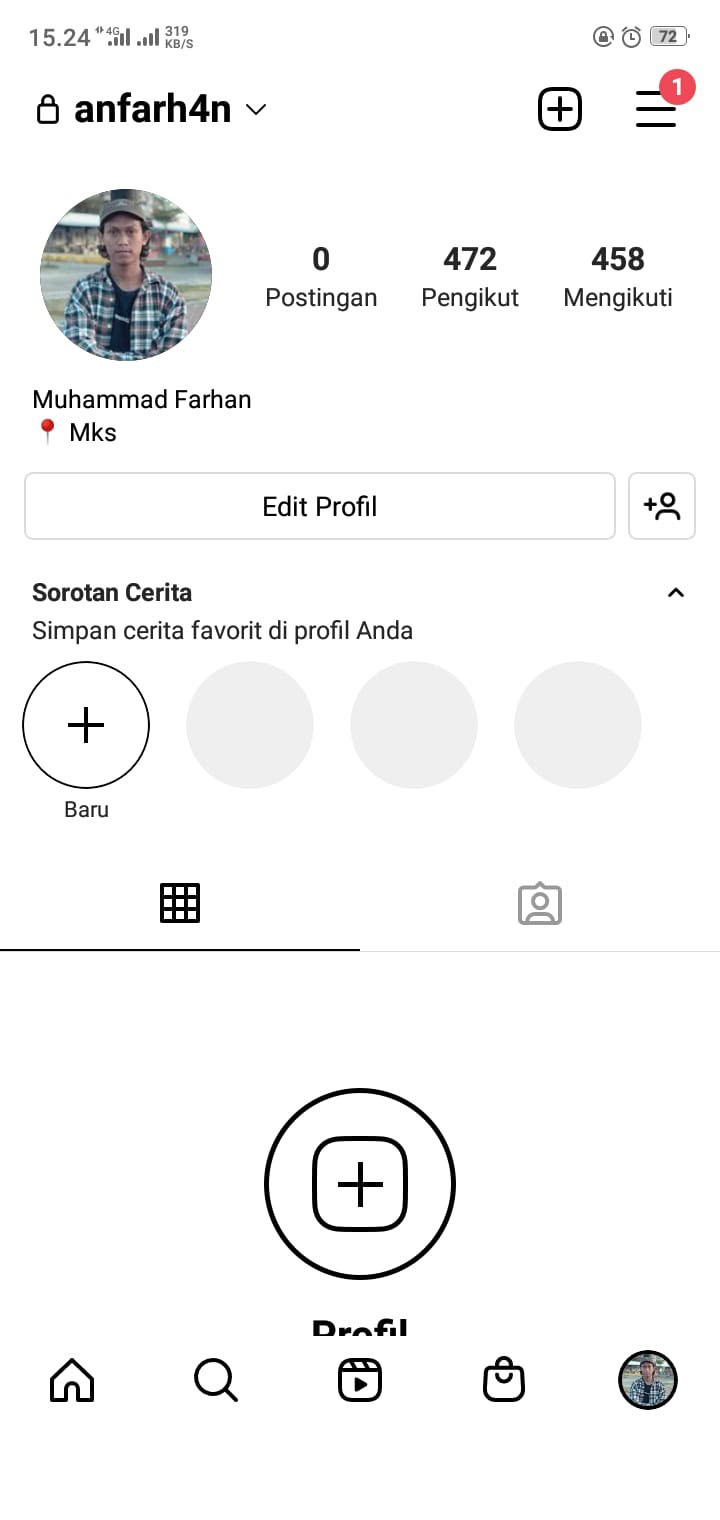 15.24 4G 319 KB/S 72
anfarh4n 1
0 472 458
Postingan Pengikut Mengikuti
Muhammad Farhan
📍 Mks
Edit Profil
Sorotan Cerita
Simpan cerita favorit di profil Anda
Baru
Profil